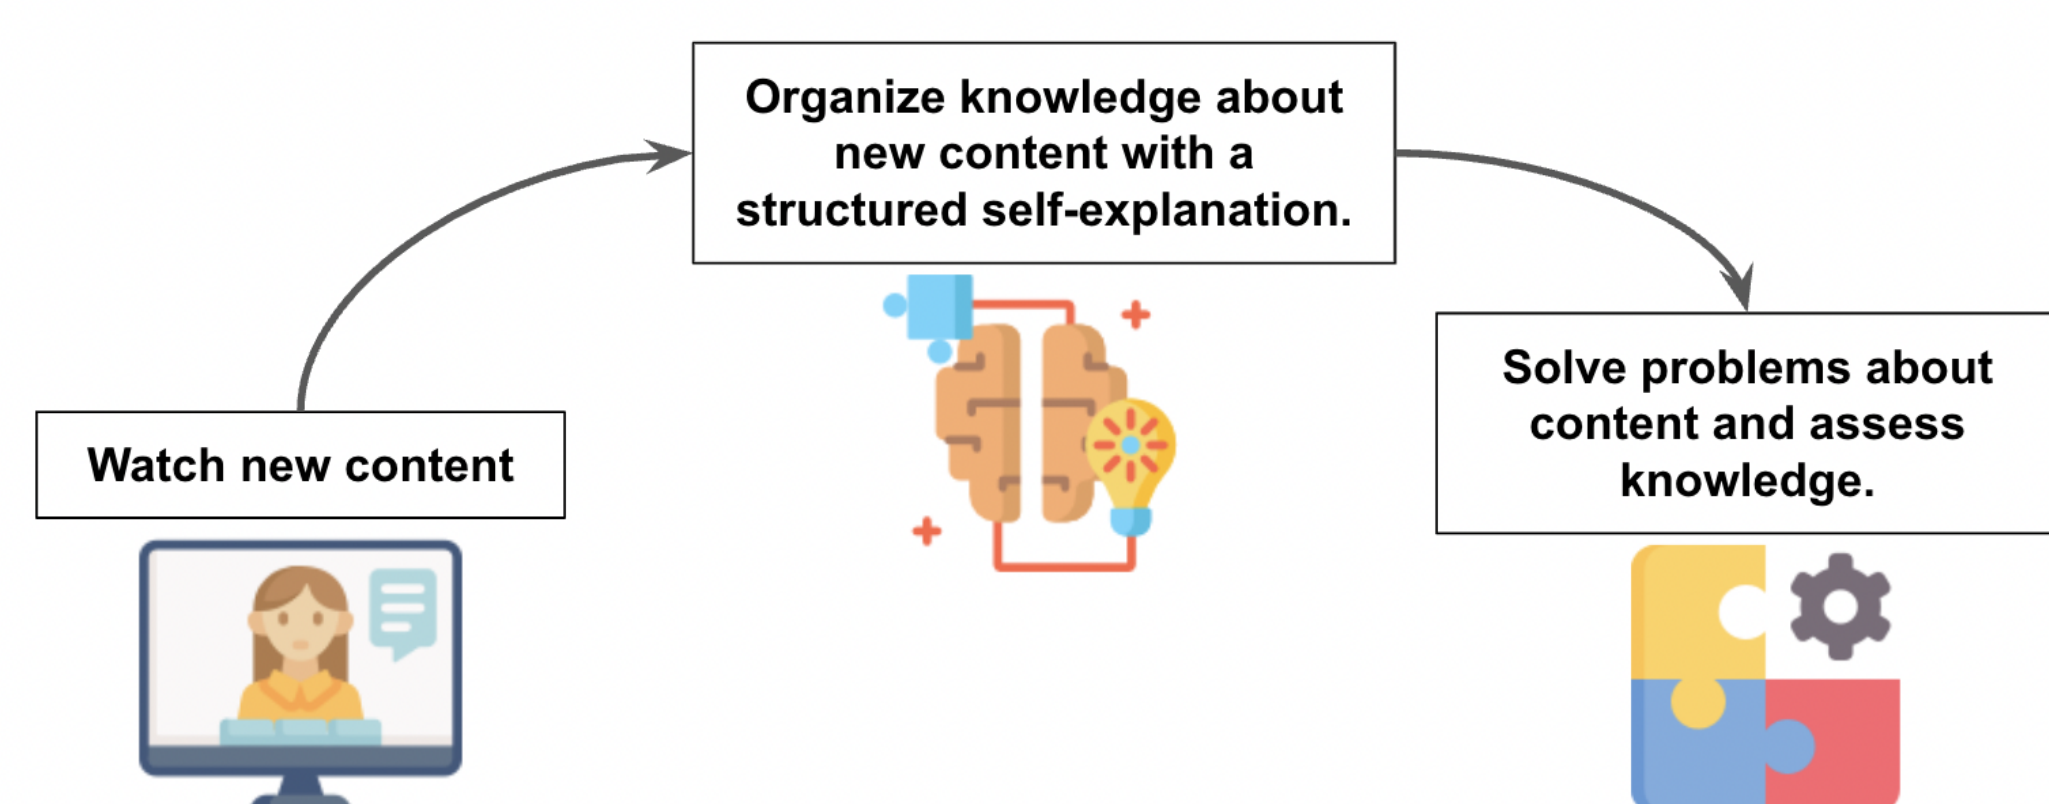 Organize knowledge about
new content with a
structured self-explanation.
Watch new content
Solve problems about
content and assess
knowledge.